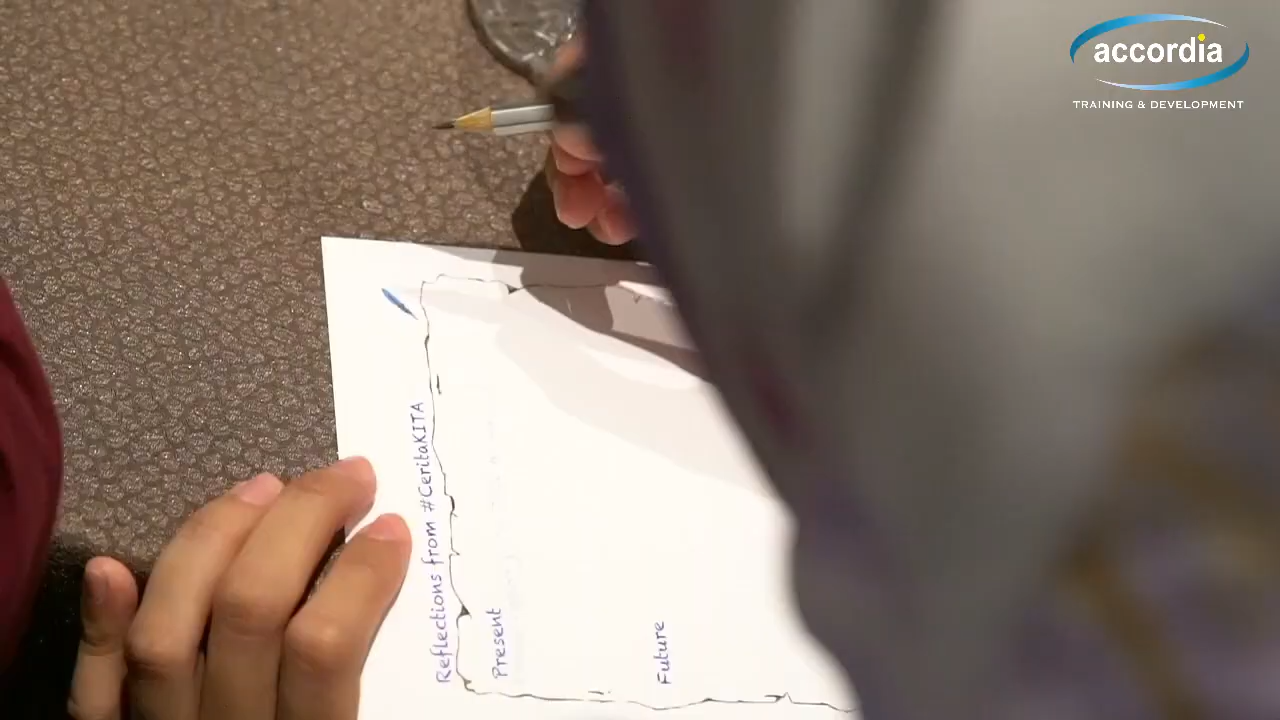 accordia
TRAINING & DEVELOPMENT
Reflections from #CeritaKITA
Present
Future